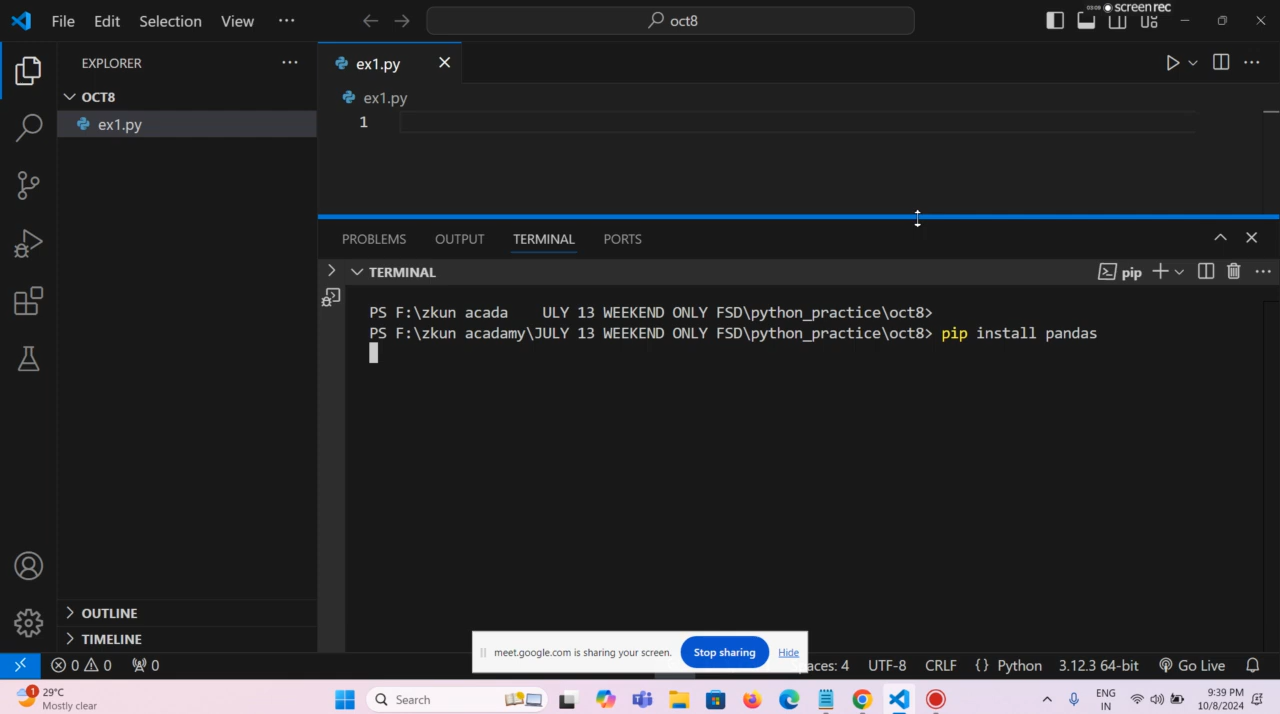 File Edit Selection View ···
oct8
03:09 screenrec
EXPLORER
OCT8
ex1.py
ex1.py
ex1.py
1
PROBLEMS OUTPUT TERMINAL PORTS
TERMINAL
pip
PS F:\zkun acada    ULY 13 WEEKEND ONLY FSD\python_practice\oct8>
PS F:\zkun acadamy\JULY 13 WEEKEND ONLY FSD\python_practice\oct8> pip install pandas
OUTLINE
TIMELINE
meet.google.com is sharing your screen. Stop sharing Hide
0 0 0 aces: 4 UTF-8 CRLF {} Python 3.12.3 64-bit Go Live
1 29°C
Mostly clear
Search
ENG
IN
9:39 PM
10/8/2024